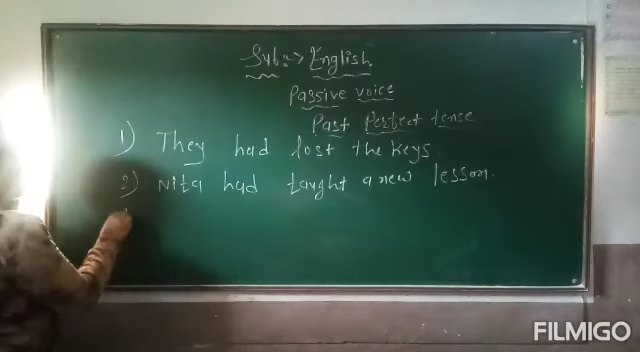 Sub:-> English
Passive voice
Past Perfect tense
1) They had lost the keys.
2) Nita had taught a new lesson.
FILMIGO